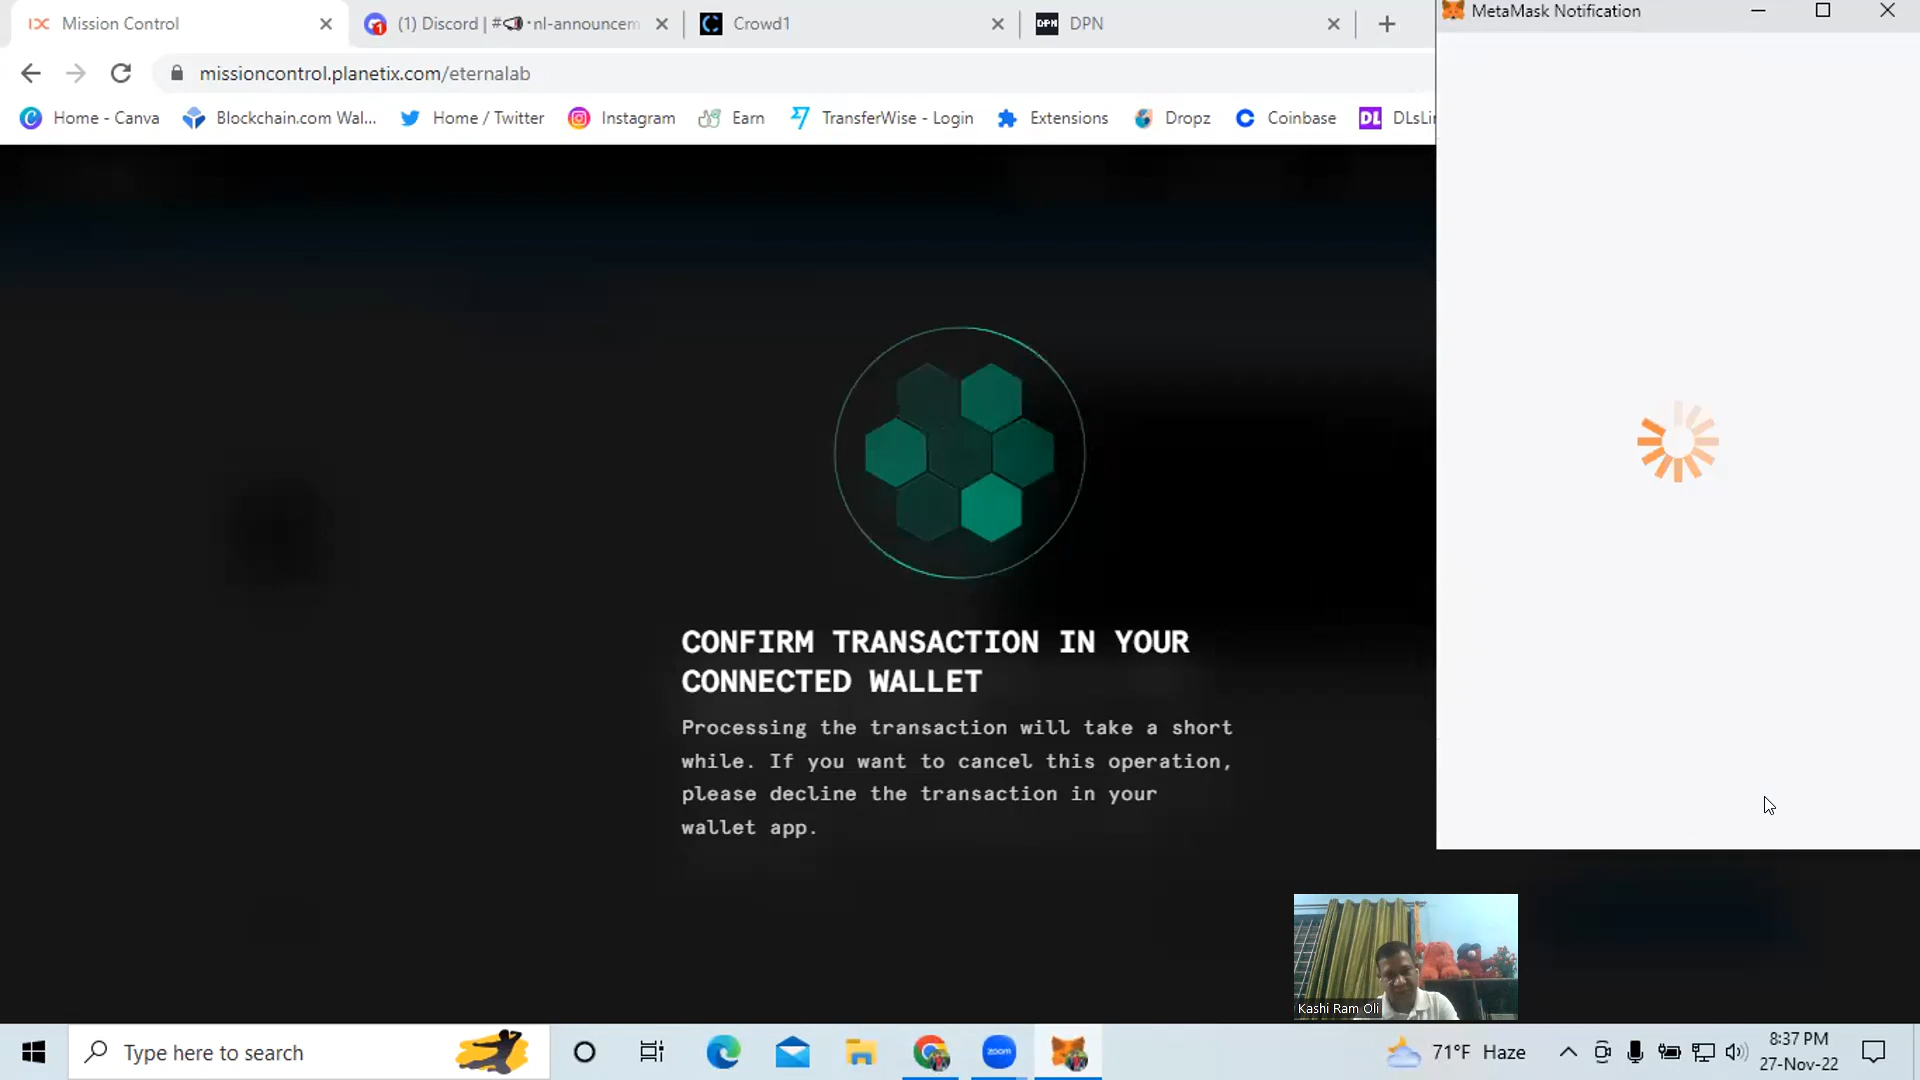 Mission Control
(1) Discord | #📢·nl-announcem
Crowd1
DPN
DPN
MetaMask Notification
missioncontrol.planetix.com/eternalab
Home - Canva
Blockchain.com Wal...
Home / Twitter
Instagram
Earn
TransferWise - Login
Extensions
Dropz
Coinbase
DL
DLsLi
CONFIRM TRANSACTION IN YOUR
CONNECTED WALLET
Processing the transaction will take a short
while. If you want to cancel this operation,
please decline the transaction in your
wallet app.
Kashi Ram Oli
Type here to search
zoom
71°F Haze
8:37 PM
27-Nov-22